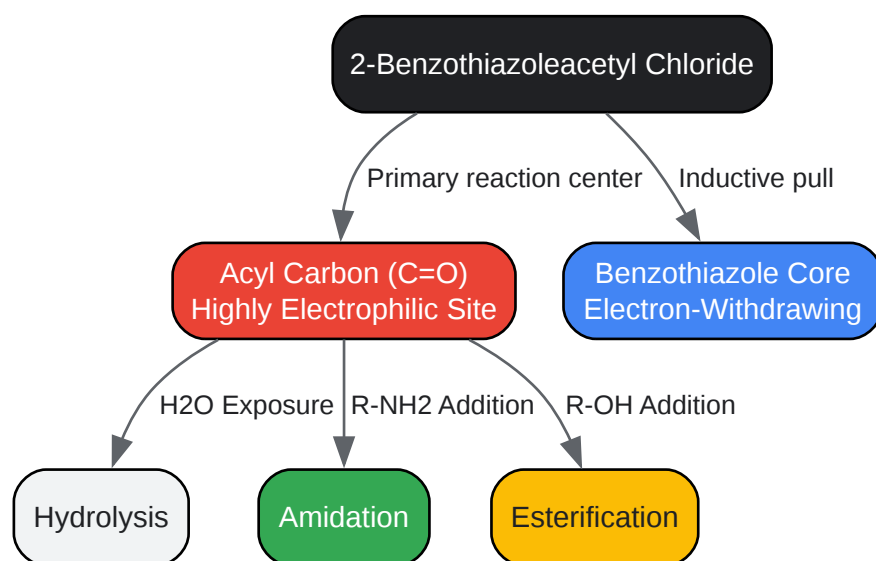 2-Benzothiazoleacetyl Chloride
Primary reaction center
Inductive pull
Acyl Carbon (C=O)
Highly Electrophilic Site
Benzothiazole Core
Electron-Withdrawing
H2O Exposure
R-NH2 Addition
R-OH Addition
Hydrolysis
Amidation
Esterification